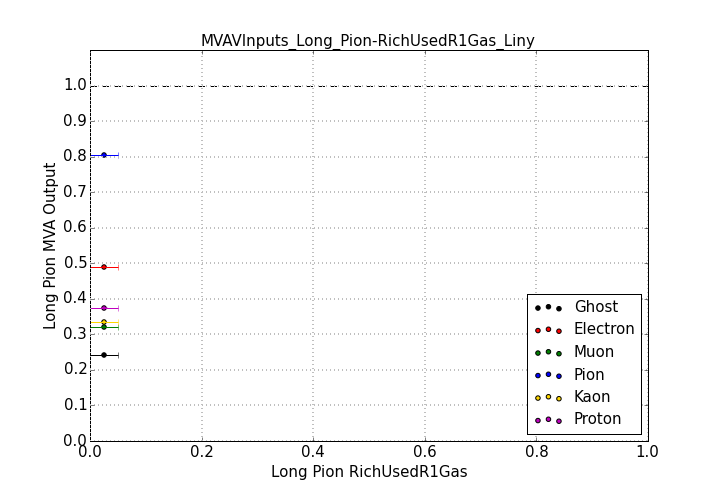 MVAVInputs_Long_Pion-RichUsedR1Gas_Liny
1.0
0.9
0.8
0.7
0.6
0.5
0.4
0.3
0.2
0.1
0.0
Long Pion MVA Output
Ghost
Electron
Muon
Pion
Kaon
Proton
0.0 0.2 0.4 0.6 0.8 1.0
Long Pion RichUsedR1Gas